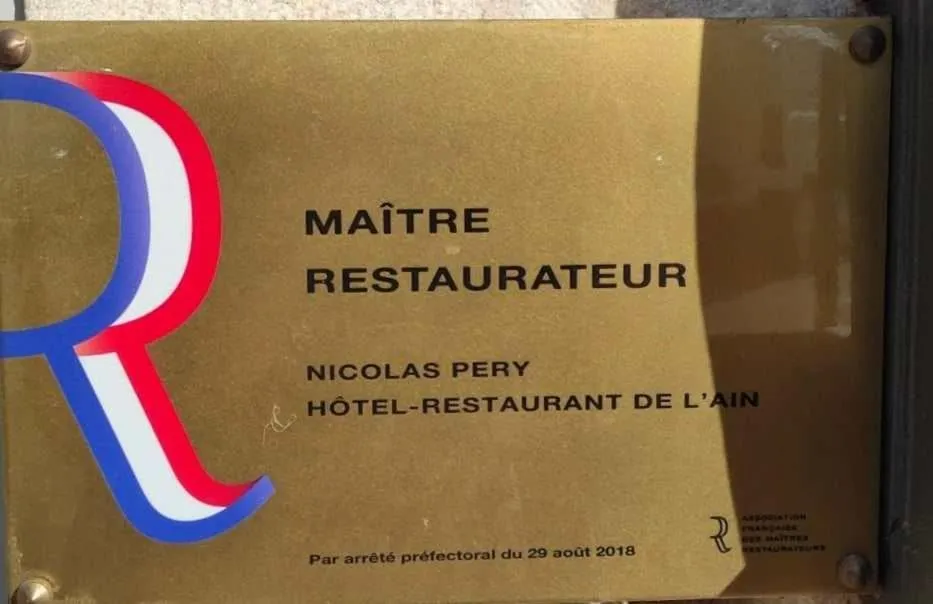 MAÎTRE
RESTAURATEUR
NICOLAS PERY
HÔTEL-RESTAURANT DE L'AIN
Par arrêté préfectoral du 29 août 2018
ASSOCIATION
FRANÇAISE
DES MAÎTRES
RESTAURATEURS